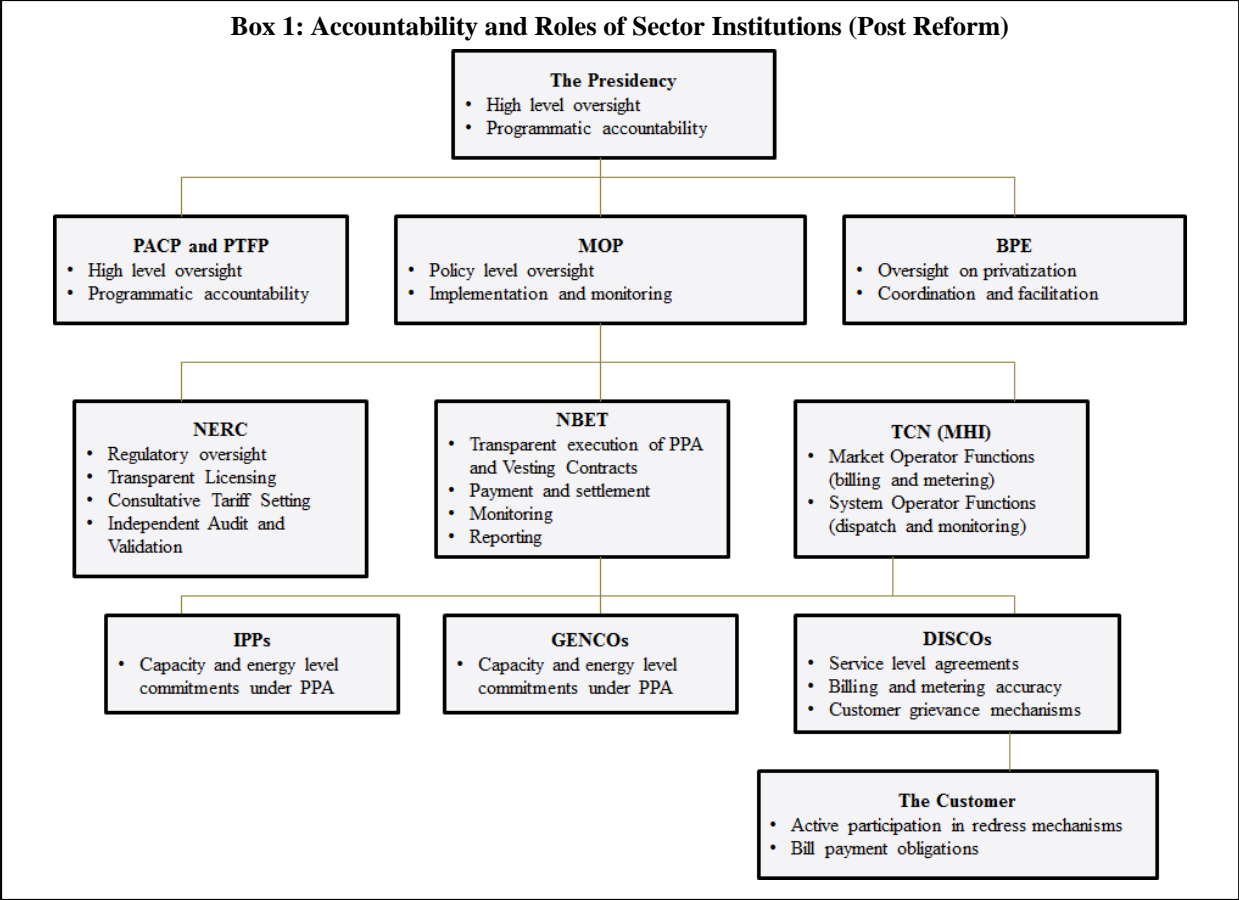 Box 1: Accountability and Roles of Sector Institutions (Post Reform)
The Presidency
• High level oversight
• Programmatic accountability
PACP and PTFP
• High level oversight
• Programmatic accountability
MOP
• Policy level oversight
• Implementation and monitoring
BPE
• Oversight on privatization
• Coordination and facilitation
NERC
• Regulatory oversight
• Transparent Licensing
• Consultative Tariff Setting
• Independent Audit and
Validation
NBET
• Transparent execution of PPA
and Vesting Contracts
• Payment and settlement
• Monitoring
• Reporting
TCN (MHI)
• Market Operator Functions
(billing and metering)
• System Operator Functions
(dispatch and monitoring)
IPPs
• Capacity and energy level
commitments under PPA
GENCOs
• Capacity and energy level
commitments under PPA
DISCOs
• Service level agreements
• Billing and metering accuracy
• Customer grievance mechanisms
The Customer
• Active participation in redress mechanisms
• Bill payment obligations